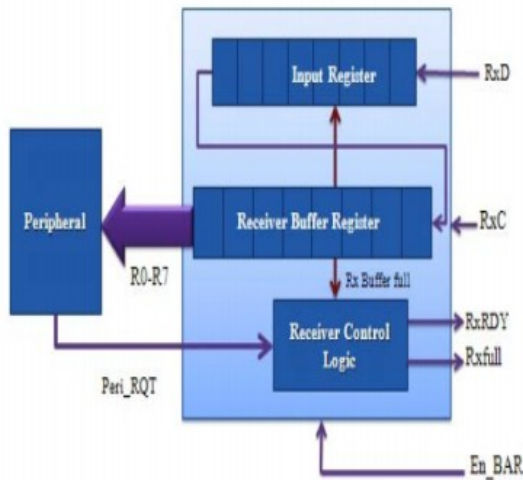 Input Register
RxD
Peripheral
Receiver Buffer Register
RxC
R0-R7
Rx Buffer full
Receiver Control
Logic
RxRDY
Rxfull
Peri_RQT
En_BAR